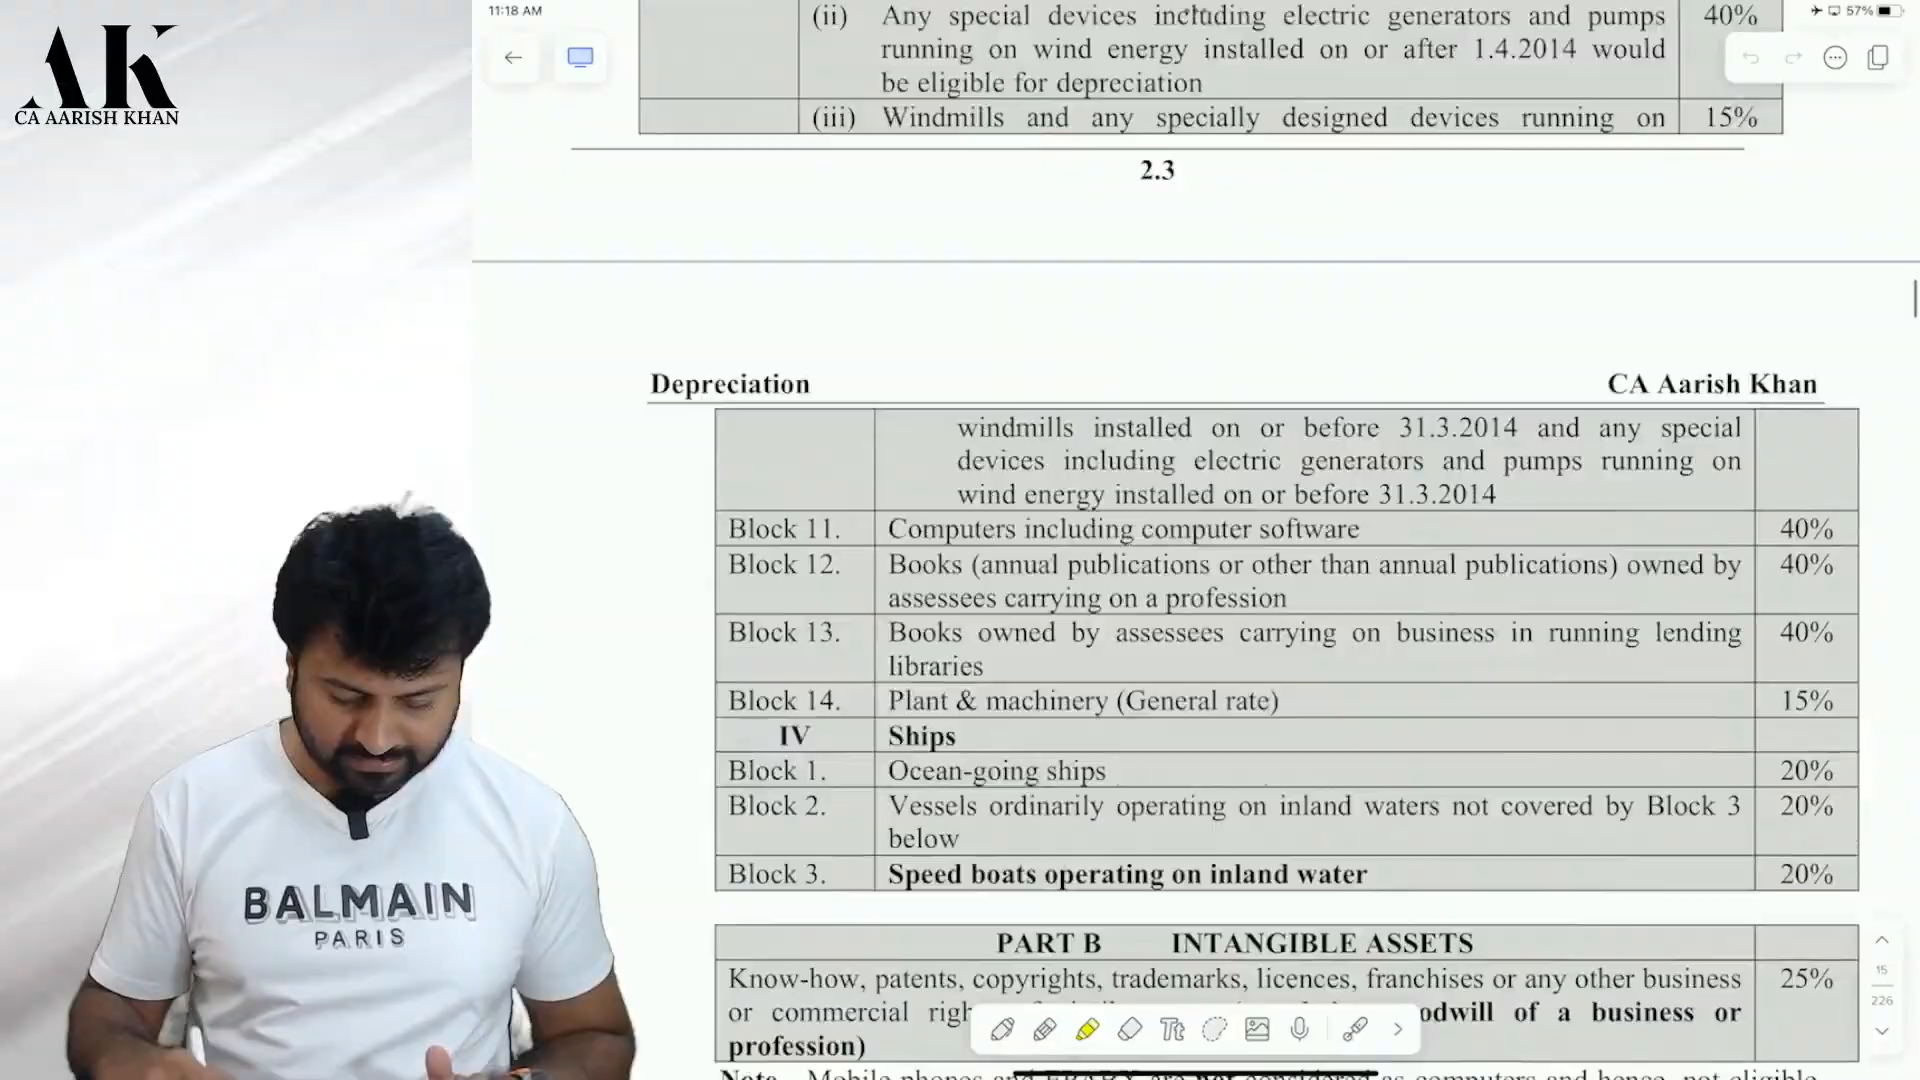 AK
CA AARISH KHAN
11:18 AM
57%
(ii) Any special devices including electric generators and pumps 40%
running on wind energy installed on or after 1.4.2014 would
be eligible for depreciation
(iii) Windmills and any specially designed devices running on 15%
2.3
Depreciation CA Aarish Khan
windmills installed on or before 31.3.2014 and any special
devices including electric generators and pumps running on
wind energy installed on or before 31.3.2014
Block 11. Computers including computer software 40%
Block 12. Books (annual publications or other than annual publications) owned by 40%
assessees carrying on a profession
Block 13. Books owned by assessees carrying on business in running lending 40%
libraries
Block 14. Plant & machinery (General rate) 15%
IV Ships
Block 1. Ocean-going ships 20%
Block 2. Vessels ordinarily operating on inland waters not covered by Block 3 20%
below
Block 3. Speed boats operating on inland water 20%
PART B INTANGIBLE ASSETS
Know-how, patents, copyrights, trademarks, licences, franchises or any other business 25%
or commercial of a business or
profession)
15
226
Tt
BALMAIN
PARIS